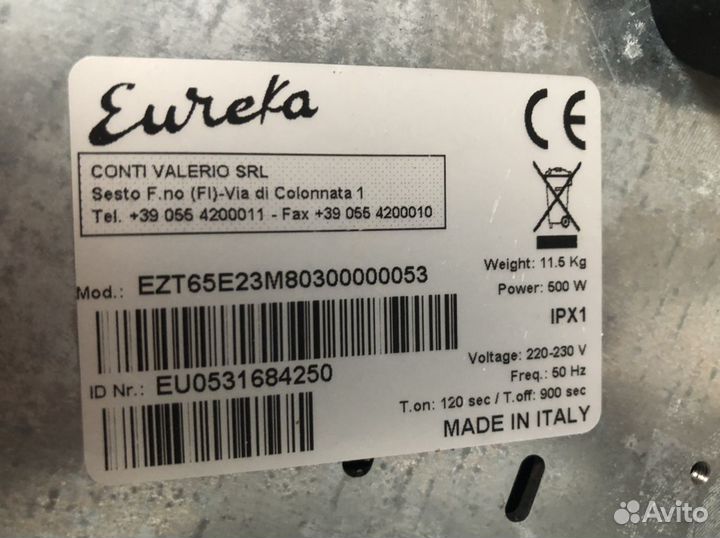 Eureka
CONTI VALERIO SRL
Sesto F.no (FI)-Via di Colonnata 1
Tel. +39 055 4200011 - Fax +39 055 4200010
CE
Weight: 11.5 Kg
Mod.: EZT65E23M80300000053
Power: 500 W
IPX1
Voltage: 220-230 V
ID Nr.: EU0531684250
Freq.: 50 Hz
T.on: 120 sec / T.off: 900 sec
MADE IN ITALY
Avito